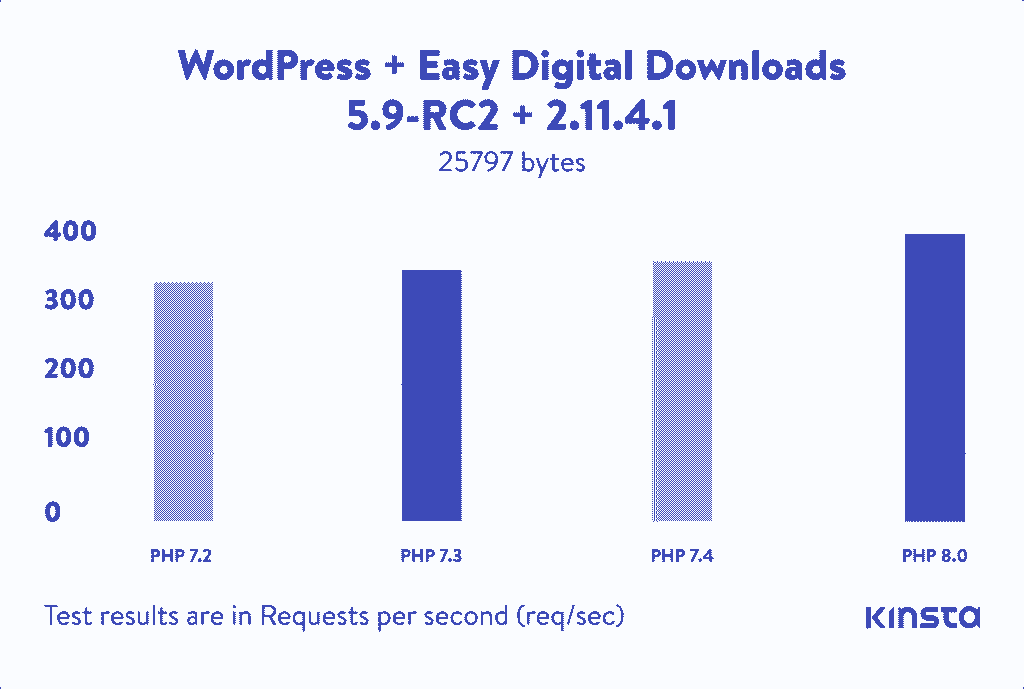 WordPress + Easy Digital Downloads
5.9-RC2 + 2.11.4.1
25797 bytes
400
300
200
100
0
PHP 7.2 PHP 7.3 PHP 7.4 PHP 8.0
Test results are in Requests per second (req/sec)
KINSTA